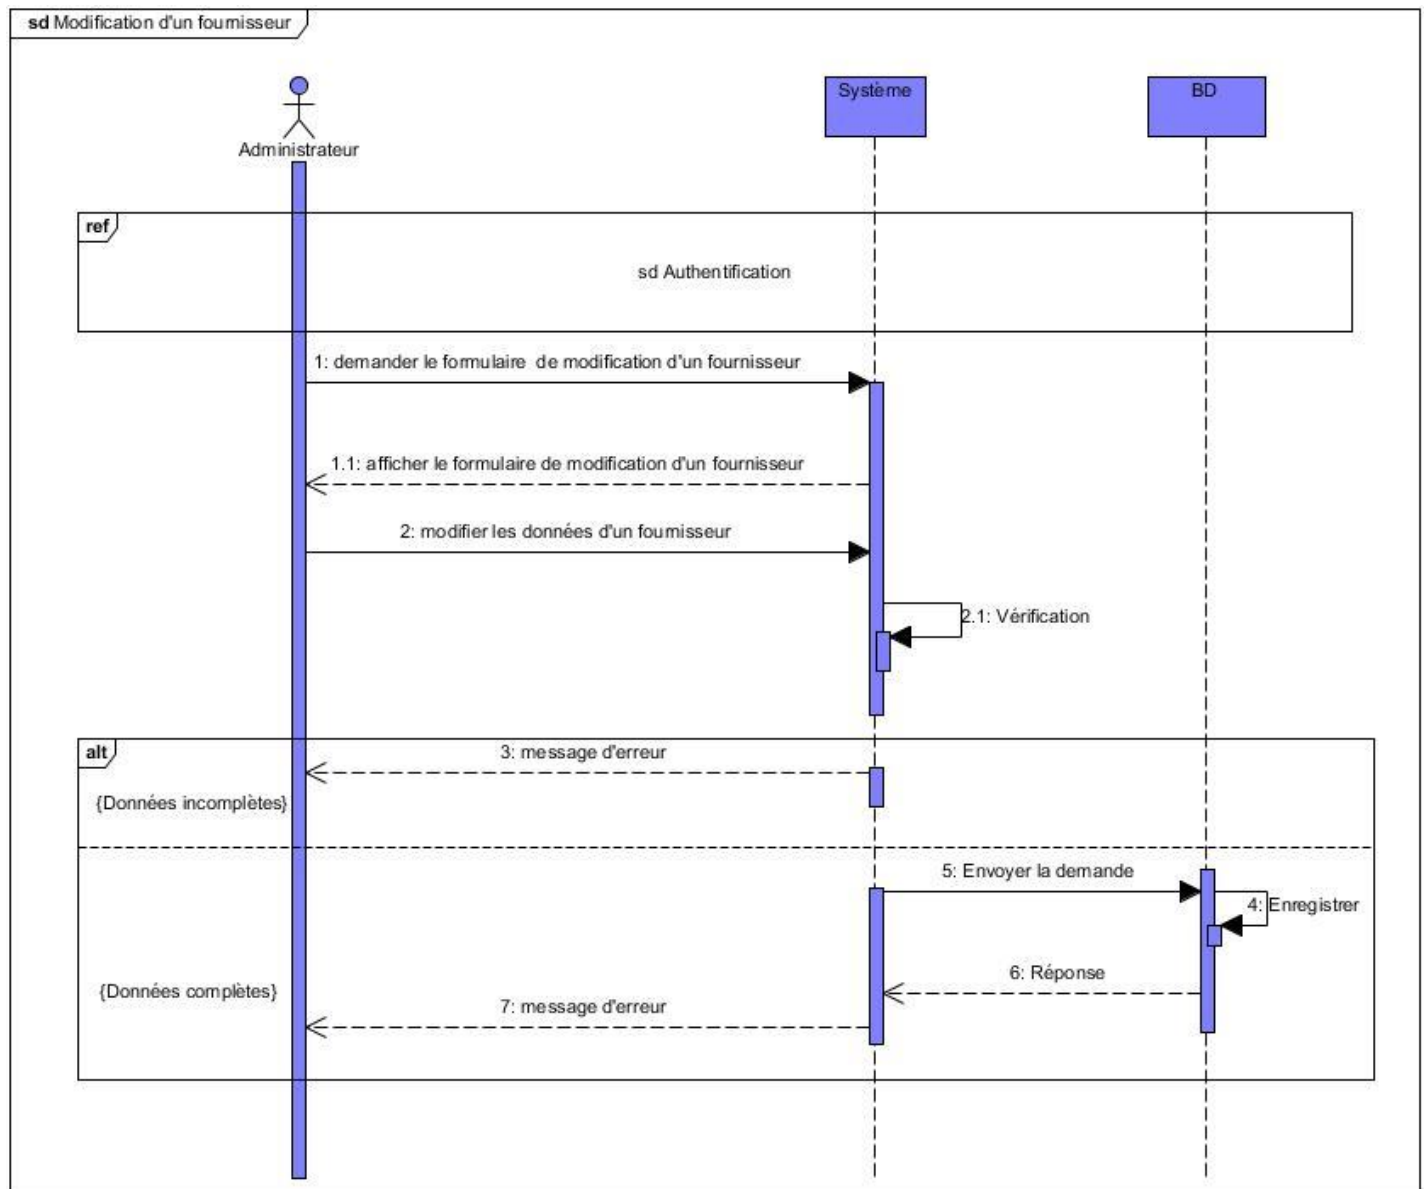 sd Modification d'un fournisseur
Administrateur
Système
BD
ref
sd Authentification
1: demander le formulaire de modification d'un fournisseur
1.1: afficher le formulaire de modification d'un fournisseur
2: modifier les données d'un fournisseur
2.1: Vérification
alt
3: message d'erreur
{Données incomplètes}
5: Envoyer la demande
4: Enregistrer
6: Réponse
{Données complètes}
7: message d'erreur